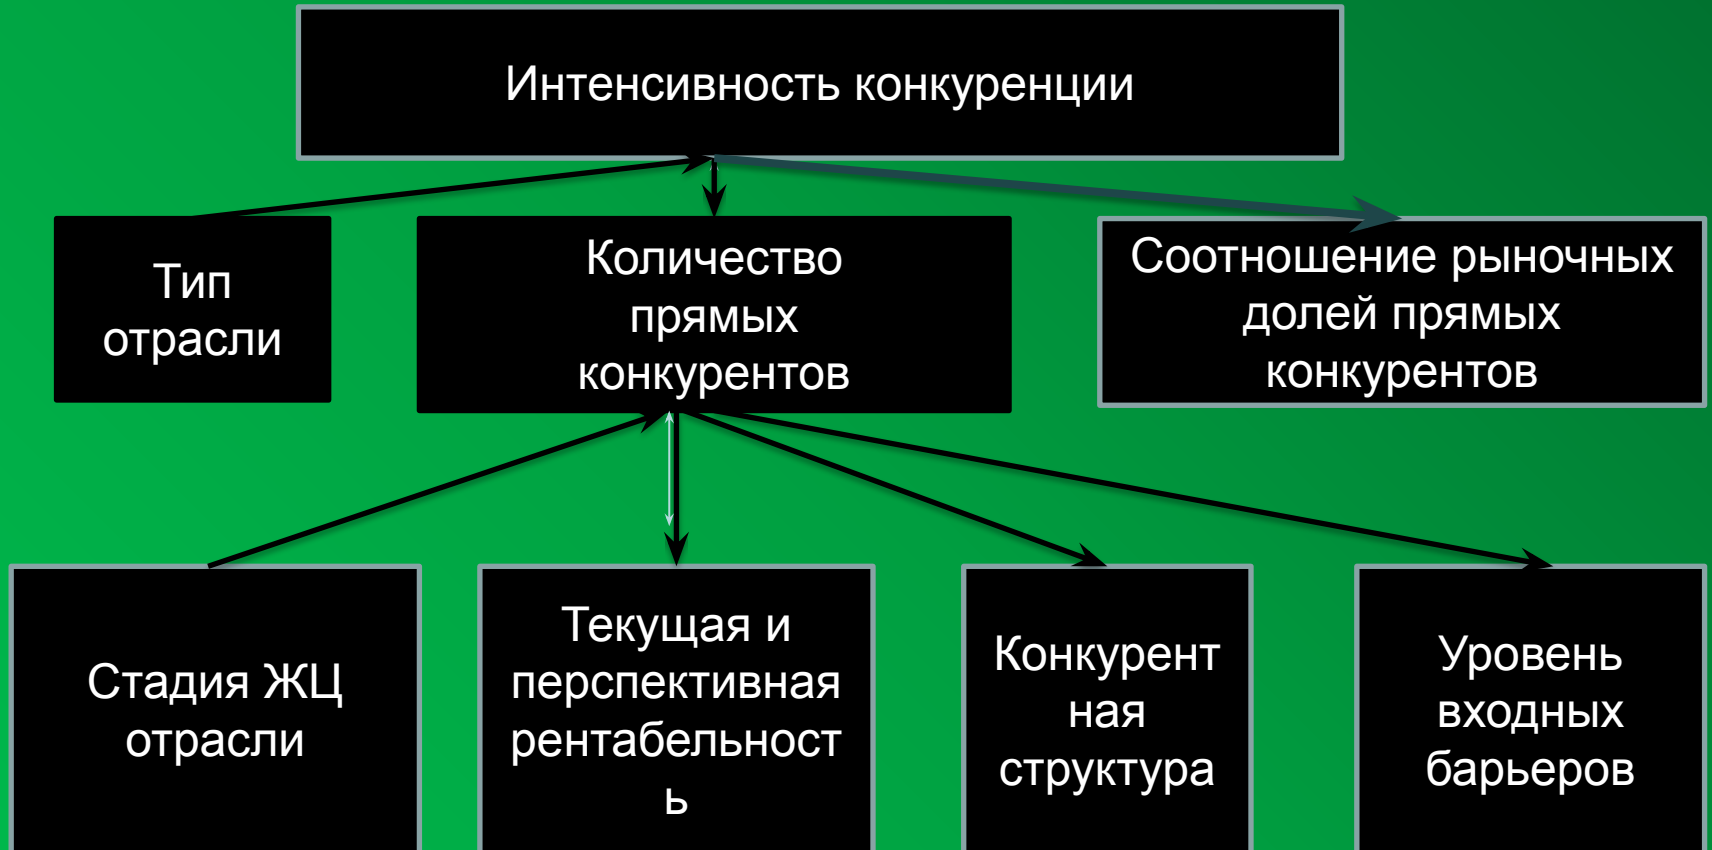 Интенсивность конкуренции
Тип
отрасли
Количество
прямых
конкурентов
Соотношение рыночных
долей прямых
конкурентов
Стадия ЖЦ
отрасли
Текущая и
перспективная
рентабельност
ь
Конкурент
ная
структура
Уровень
входных
барьеров